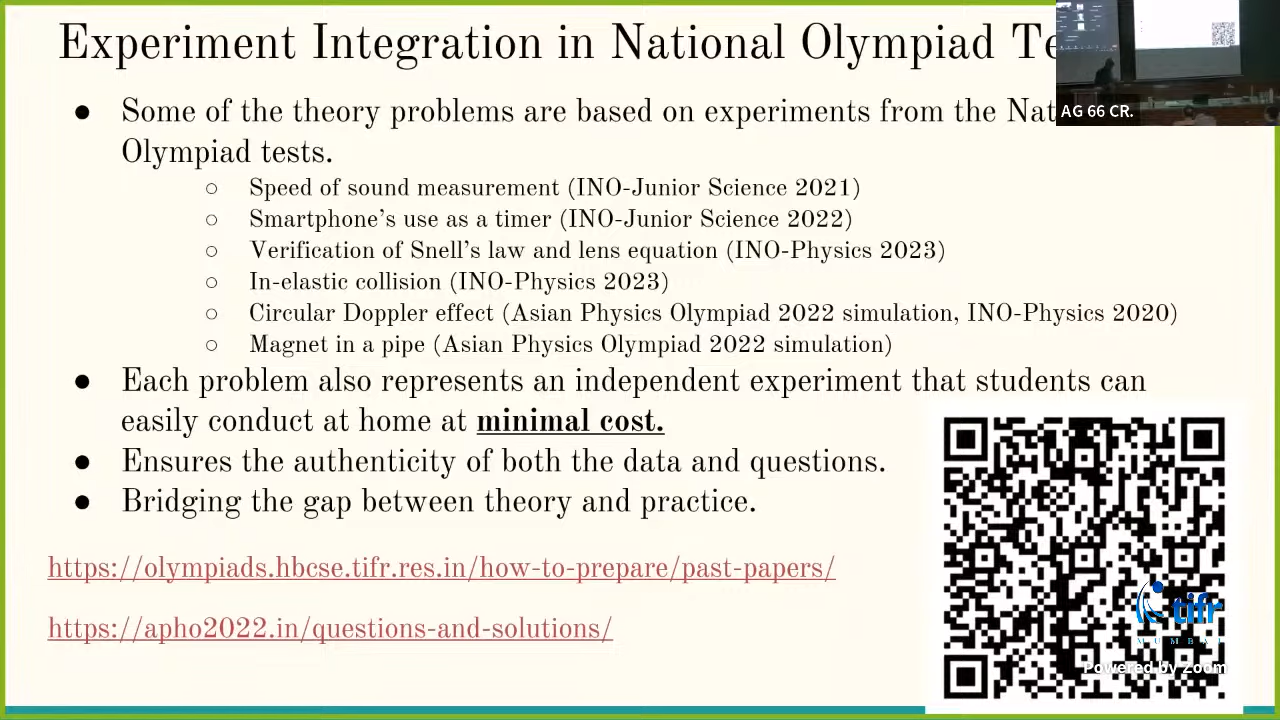 Experiment Integration in National Olympiad Te
AG 66 CR.
● Some of the theory problems are based on experiments from the Nat
Olympiad tests.
○ Speed of sound measurement (INO-Junior Science 2021)
○ Smartphone’s use as a timer (INO-Junior Science 2022)
○ Verification of Snell’s law and lens equation (INO-Physics 2023)
○ In-elastic collision (INO-Physics 2023)
○ Circular Doppler effect (Asian Physics Olympiad 2022 simulation, INO-Physics 2020)
○ Magnet in a pipe (Asian Physics Olympiad 2022 simulation)
● Each problem also represents an independent experiment that students can
easily conduct at home at minimal cost.
● Ensures the authenticity of both the data and questions.
● Bridging the gap between theory and practice.
https://olympiads.hbcse.tifr.res.in/how-to-prepare/past-papers/
https://apho2022.in/questions-and-solutions/
tifr
MUMBAI
Powered by Zoom